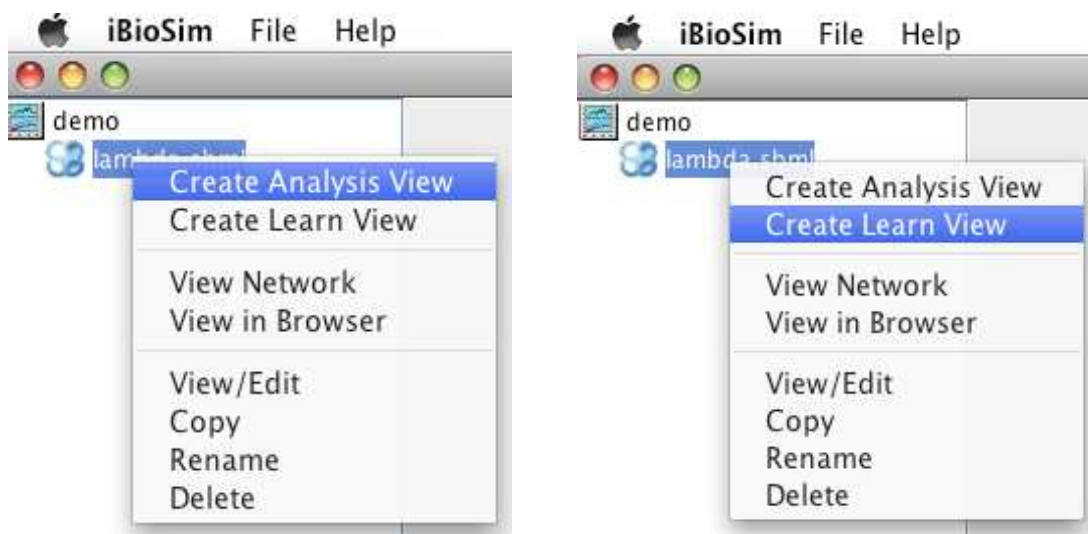 iBioSim File Help
demo
lambda.sbml
Create Analysis View
Create Learn View
View Network
View in Browser
View/Edit
Copy
Rename
Delete
iBioSim File Help
demo
lambda.sbml
Create Analysis View
Create Learn View
View Network
View in Browser
View/Edit
Copy
Rename
Delete